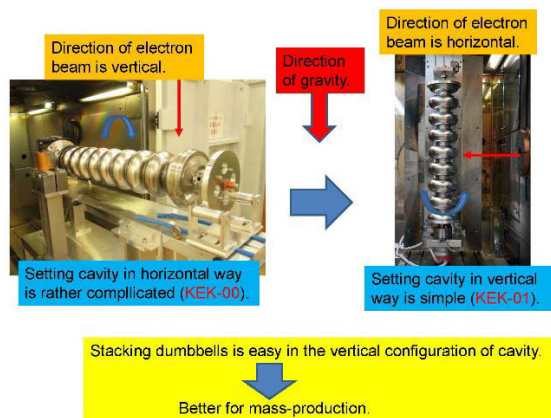 Direction of electron
beam is vertical.
Direction
of gravity.
Direction of electron
beam is horizontal.
Setting cavity in horizontal way
is rather compllicated (KEK-00).
Setting cavity in vertical
way is simple (KEK-01).
Stacking dumbbells is easy in the vertical configuration of cavity.
Better for mass-production.